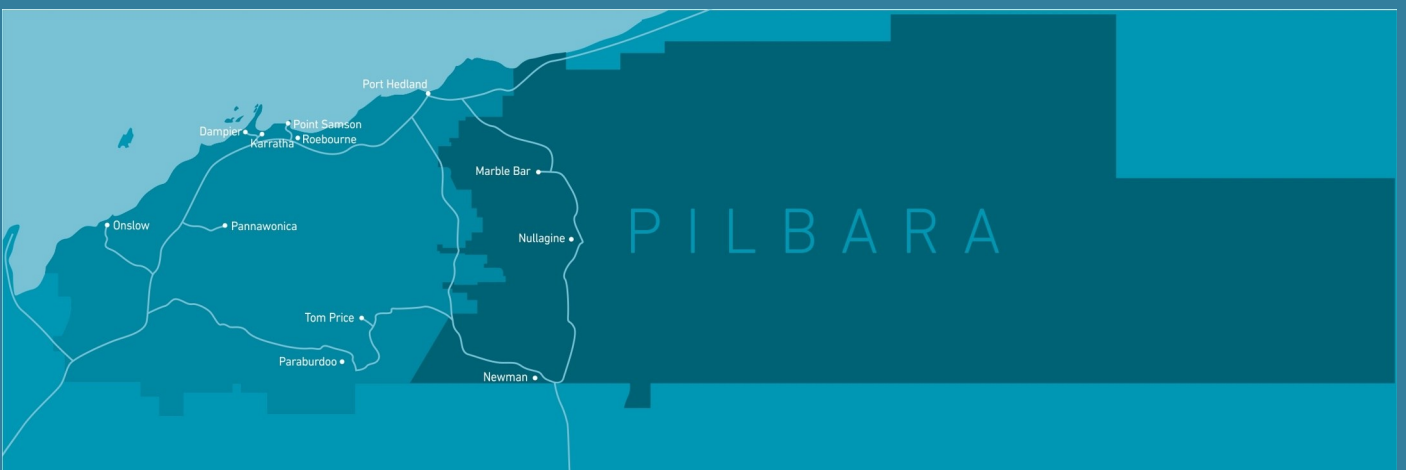 Port Hedland
Point Samson
Dampier
Karratha
Roebourne
Marble Bar
Onslow
Pannawonica
PILBARA
Nullagine
Tom Price
Paraburdoo
Newman